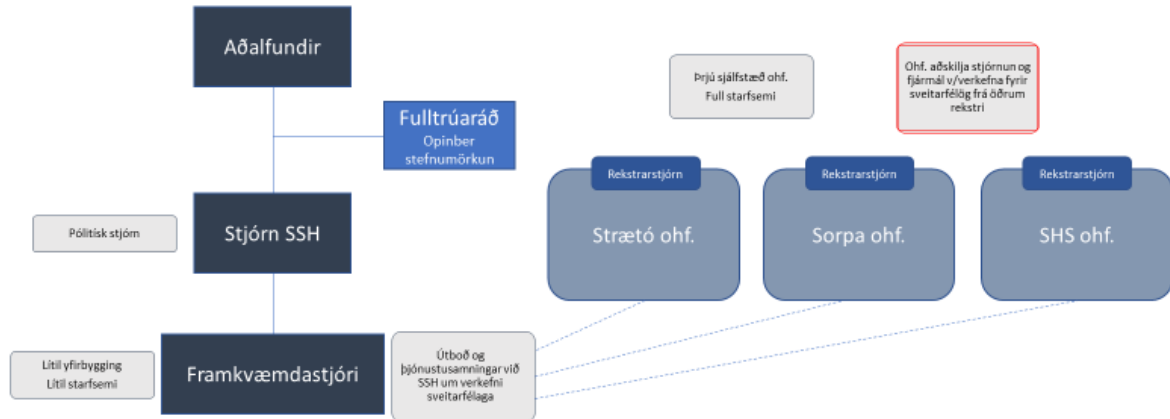 Aðalfundir
Fulltrúaráð
Opinber
stefnumörkun
Þrjú sjálfstæð ohf.
Full starfsemi
Ohf. aðskilja stjórnun og
fjármál v/verkefna fyrir
sveitarfélög frá öðrum
rekstri
Rekstrarstjórn
Rekstrarstjórn
Rekstrarstjórn
Strætó ohf.
Sorpa ohf.
SHS ohf.
Pólitísk stjórn
Stjórn SSH
Lítil yfirbygging
Lítil starfsemi
Framkvæmdastjóri
Útboð og
þjónustusamningar við
SSH um verkefni
sveitarfélaga